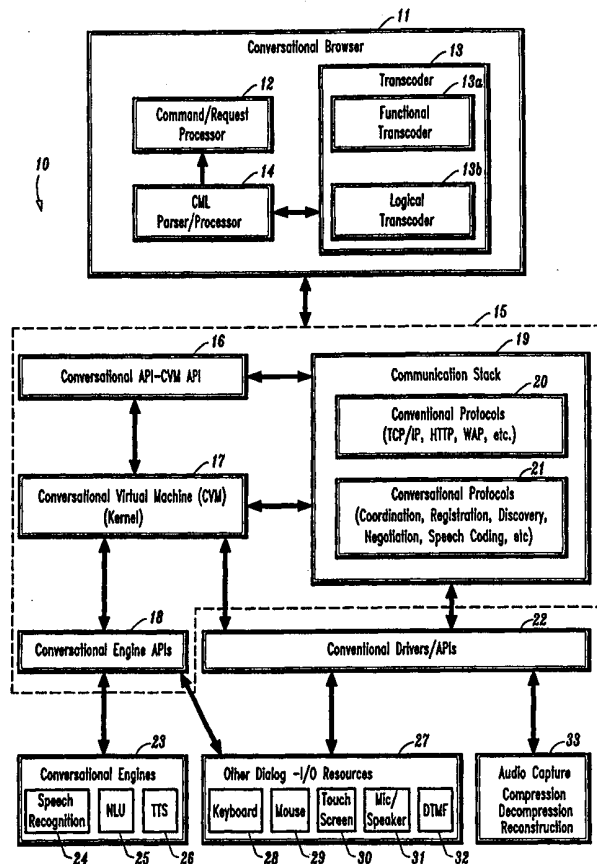 11
Conversational Browser
13
Transcoder
12
Command/Request
Processor
13a
Functional
Transcoder
10
14
CML
Parser/Processor
13b
Logical
Transcoder
15
16
Conversational API-CVM API
19
Communication Stack
20
Conventional Protocols
(TCP/IP, HTTP, WAP, etc.)
17
Conversational Virtual Machine (CVM)
(Kernel)
21
Conversational Protocols
(Coordination, Registration, Discovery,
Negotiation, Speech Coding, etc)
18
Conversational Engine APIs
22
Conventional Drivers/APIs
23
Conversational Engines
Speech
Recognition
NLU
TTS
24
25
26
27
Other Dialog -I/O Resources
Keyboard
Mouse
Touch
Screen
Mic/
Speaker
DTMF
28
29
30
31
32
33
Audio Capture
Compression
Decompression
Reconstruction